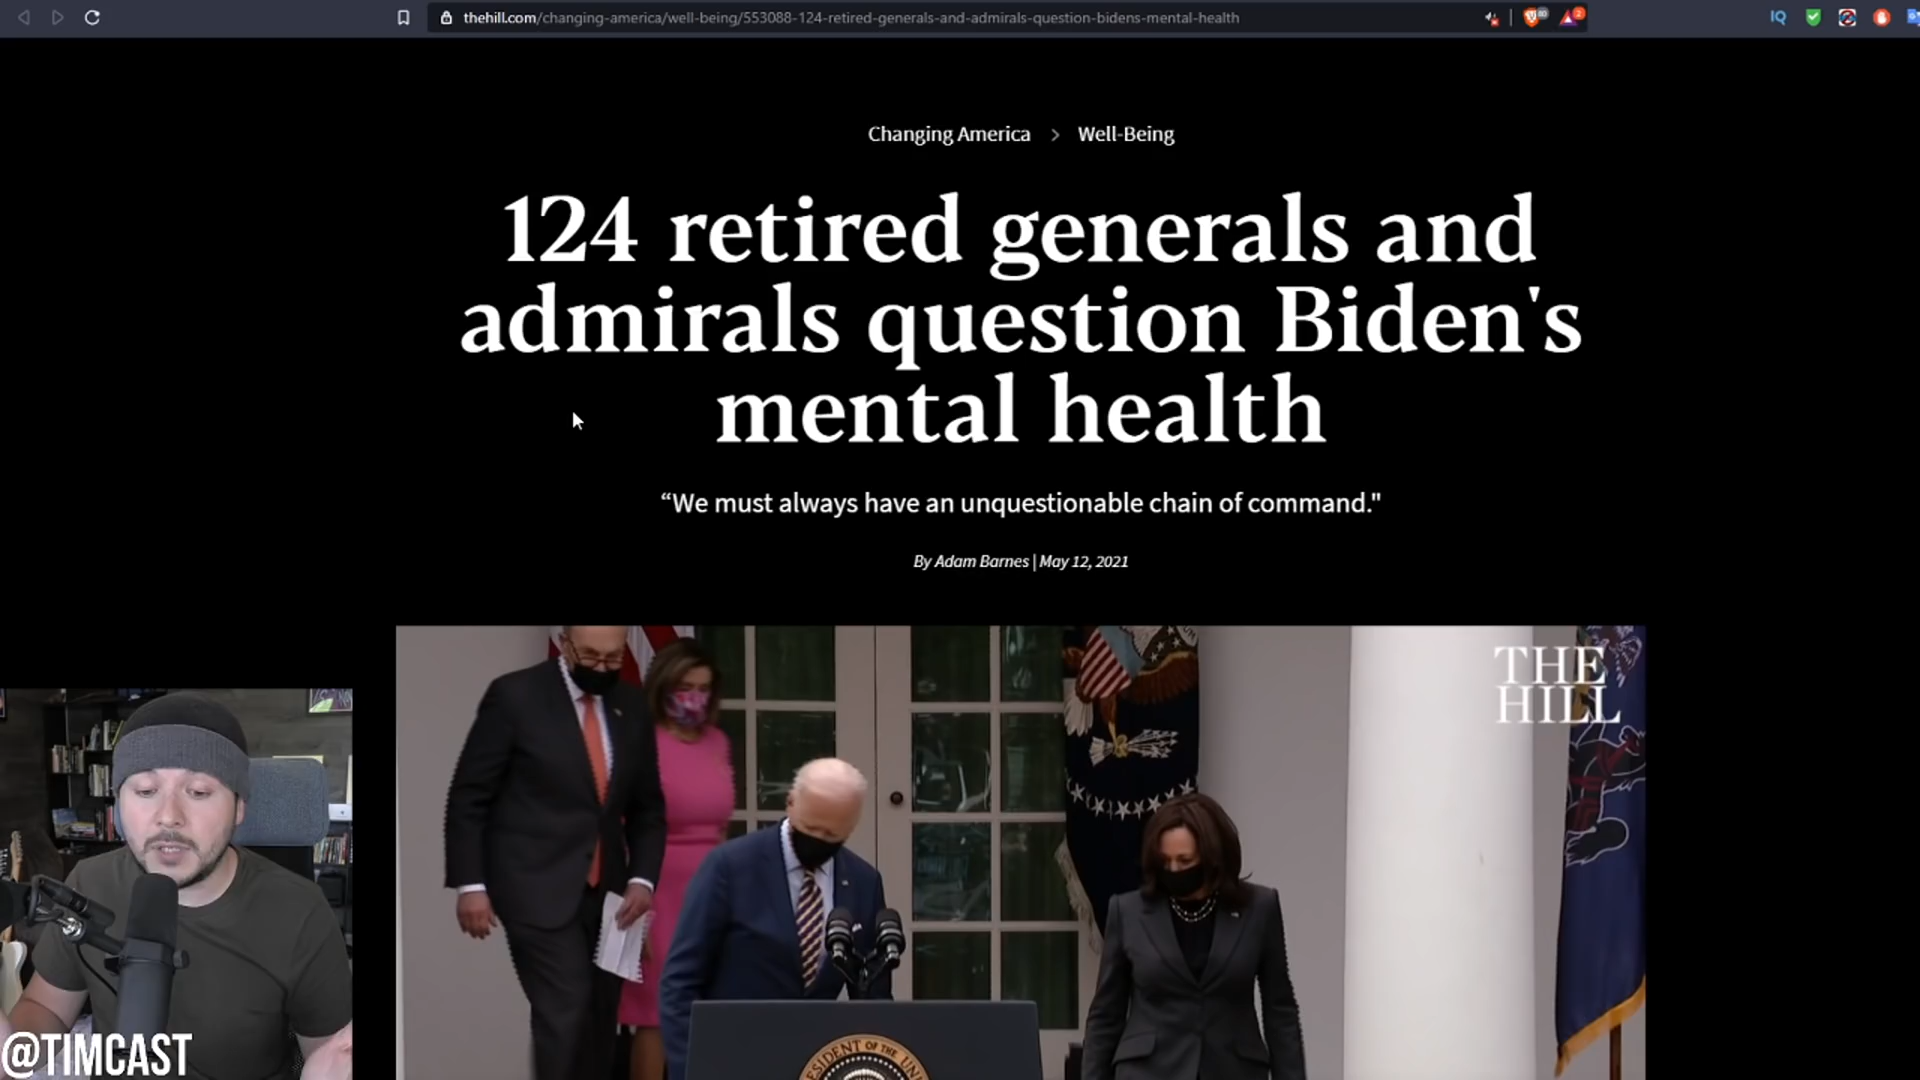 thehill.com/changing-america/well-being/553088-124-retired-generals-and-admirals-question-bidens-mental-health
IQ
Changing America > Well-Being
124 retired generals and
admirals question Biden's
mental health
“We must always have an unquestionable chain of command."
By Adam Barnes | May 12, 2021
THE
HILL
@TIMCAST